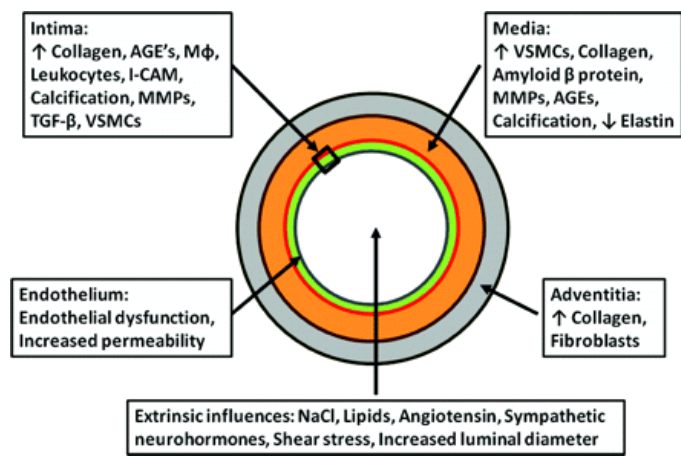 Intima:
↑ Collagen, AGE's, Mϕ,
Leukocytes, I-CAM,
Calcification, MMPs,
TGF-β, VSMCs
Media:
↑ VSMCs, Collagen,
Amyloid β protein,
MMPs, AGEs,
Calcification, ↓ Elastin
Endothelium:
Endothelial dysfunction,
Increased permeability
Adventitia:
↑ Collagen,
Fibroblasts
Extrinsic influences: NaCl, Lipids, Angiotensin, Sympathetic
neurohormones, Shear stress, Increased luminal diameter